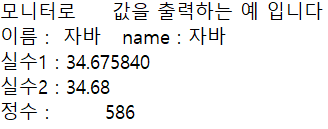 모니터로      값을 출력하는 예 입니다
이름 :  자바   name : 자바
실수1 : 34.675840
실수2 : 34.68
정수 :        586